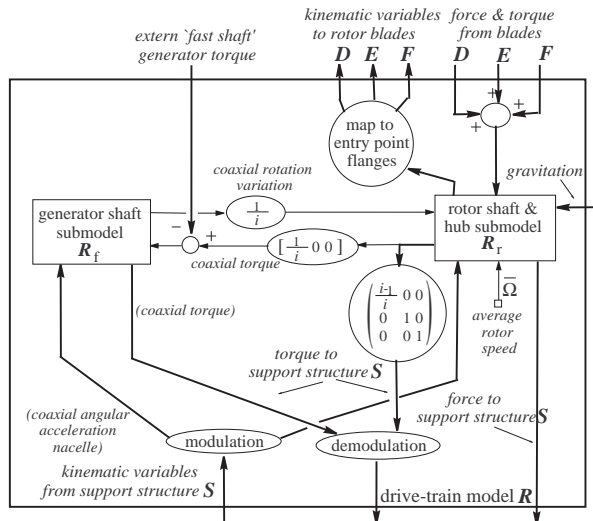 extern `fast shaft'
generator torque
kinematic variables
to rotor blades
D E F
force & torque
from blades
D E F
+
+
+
map to
entry point
flanges
gravitation
coaxial rotation
variation
generator shaft
submodel
R f
1
i
rotor shaft &
hub submodel
R r
− +
[ 1/i 0 0 ]
coaxial torque
(coaxial torque)
i-1
i 0 0
0 1 0
0 0 1
Ω
average
rotor
speed
torque to
support structure S
force to
support structure S
(coaxial angular
acceleration
nacelle)
modulation
demodulation
kinematic variables
from support structure S
drive-train model R